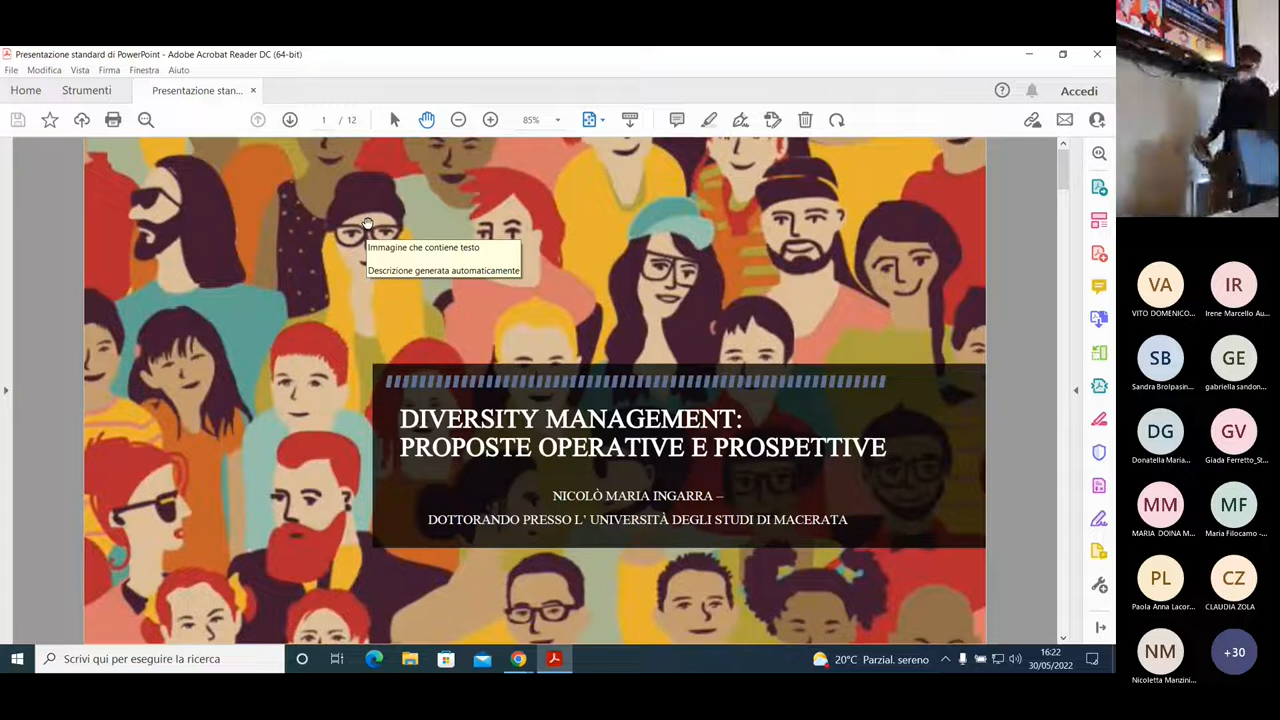 Presentazione standard di PowerPoint - Adobe Acrobat Reader DC (64-bit)
File Modifica Vista Firma Finestra Aiuto
Home Strumenti Presentazione stan... × Accedi
1 / 12 85%
Immagine che contiene testo
Descrizione generata automaticamente
DIVERSITY MANAGEMENT:
PROPOSTE OPERATIVE E PROSPETTIVE
NICOLÒ MARIA INGARRA –
DOTTORANDO PRESSO L' UNIVERSITÀ DEGLI STUDI DI MACERATA
VA IR
VITO DOMENICO... Irene Marcello Au...
SB GE
Sandra Brolpasin... gabriella sandon...
DG GV
Donatella Maria... Giada Ferretto_St...
MM MF
MARIA DOINA M... Maria Filocamo -...
PL CZ
Paola Anna Lacor... CLAUDIA ZOLA
NM +30
Nicoletta Manzini...
Scrivi qui per eseguire la ricerca 20°C Parzial. sereno 16:22
30/05/2022